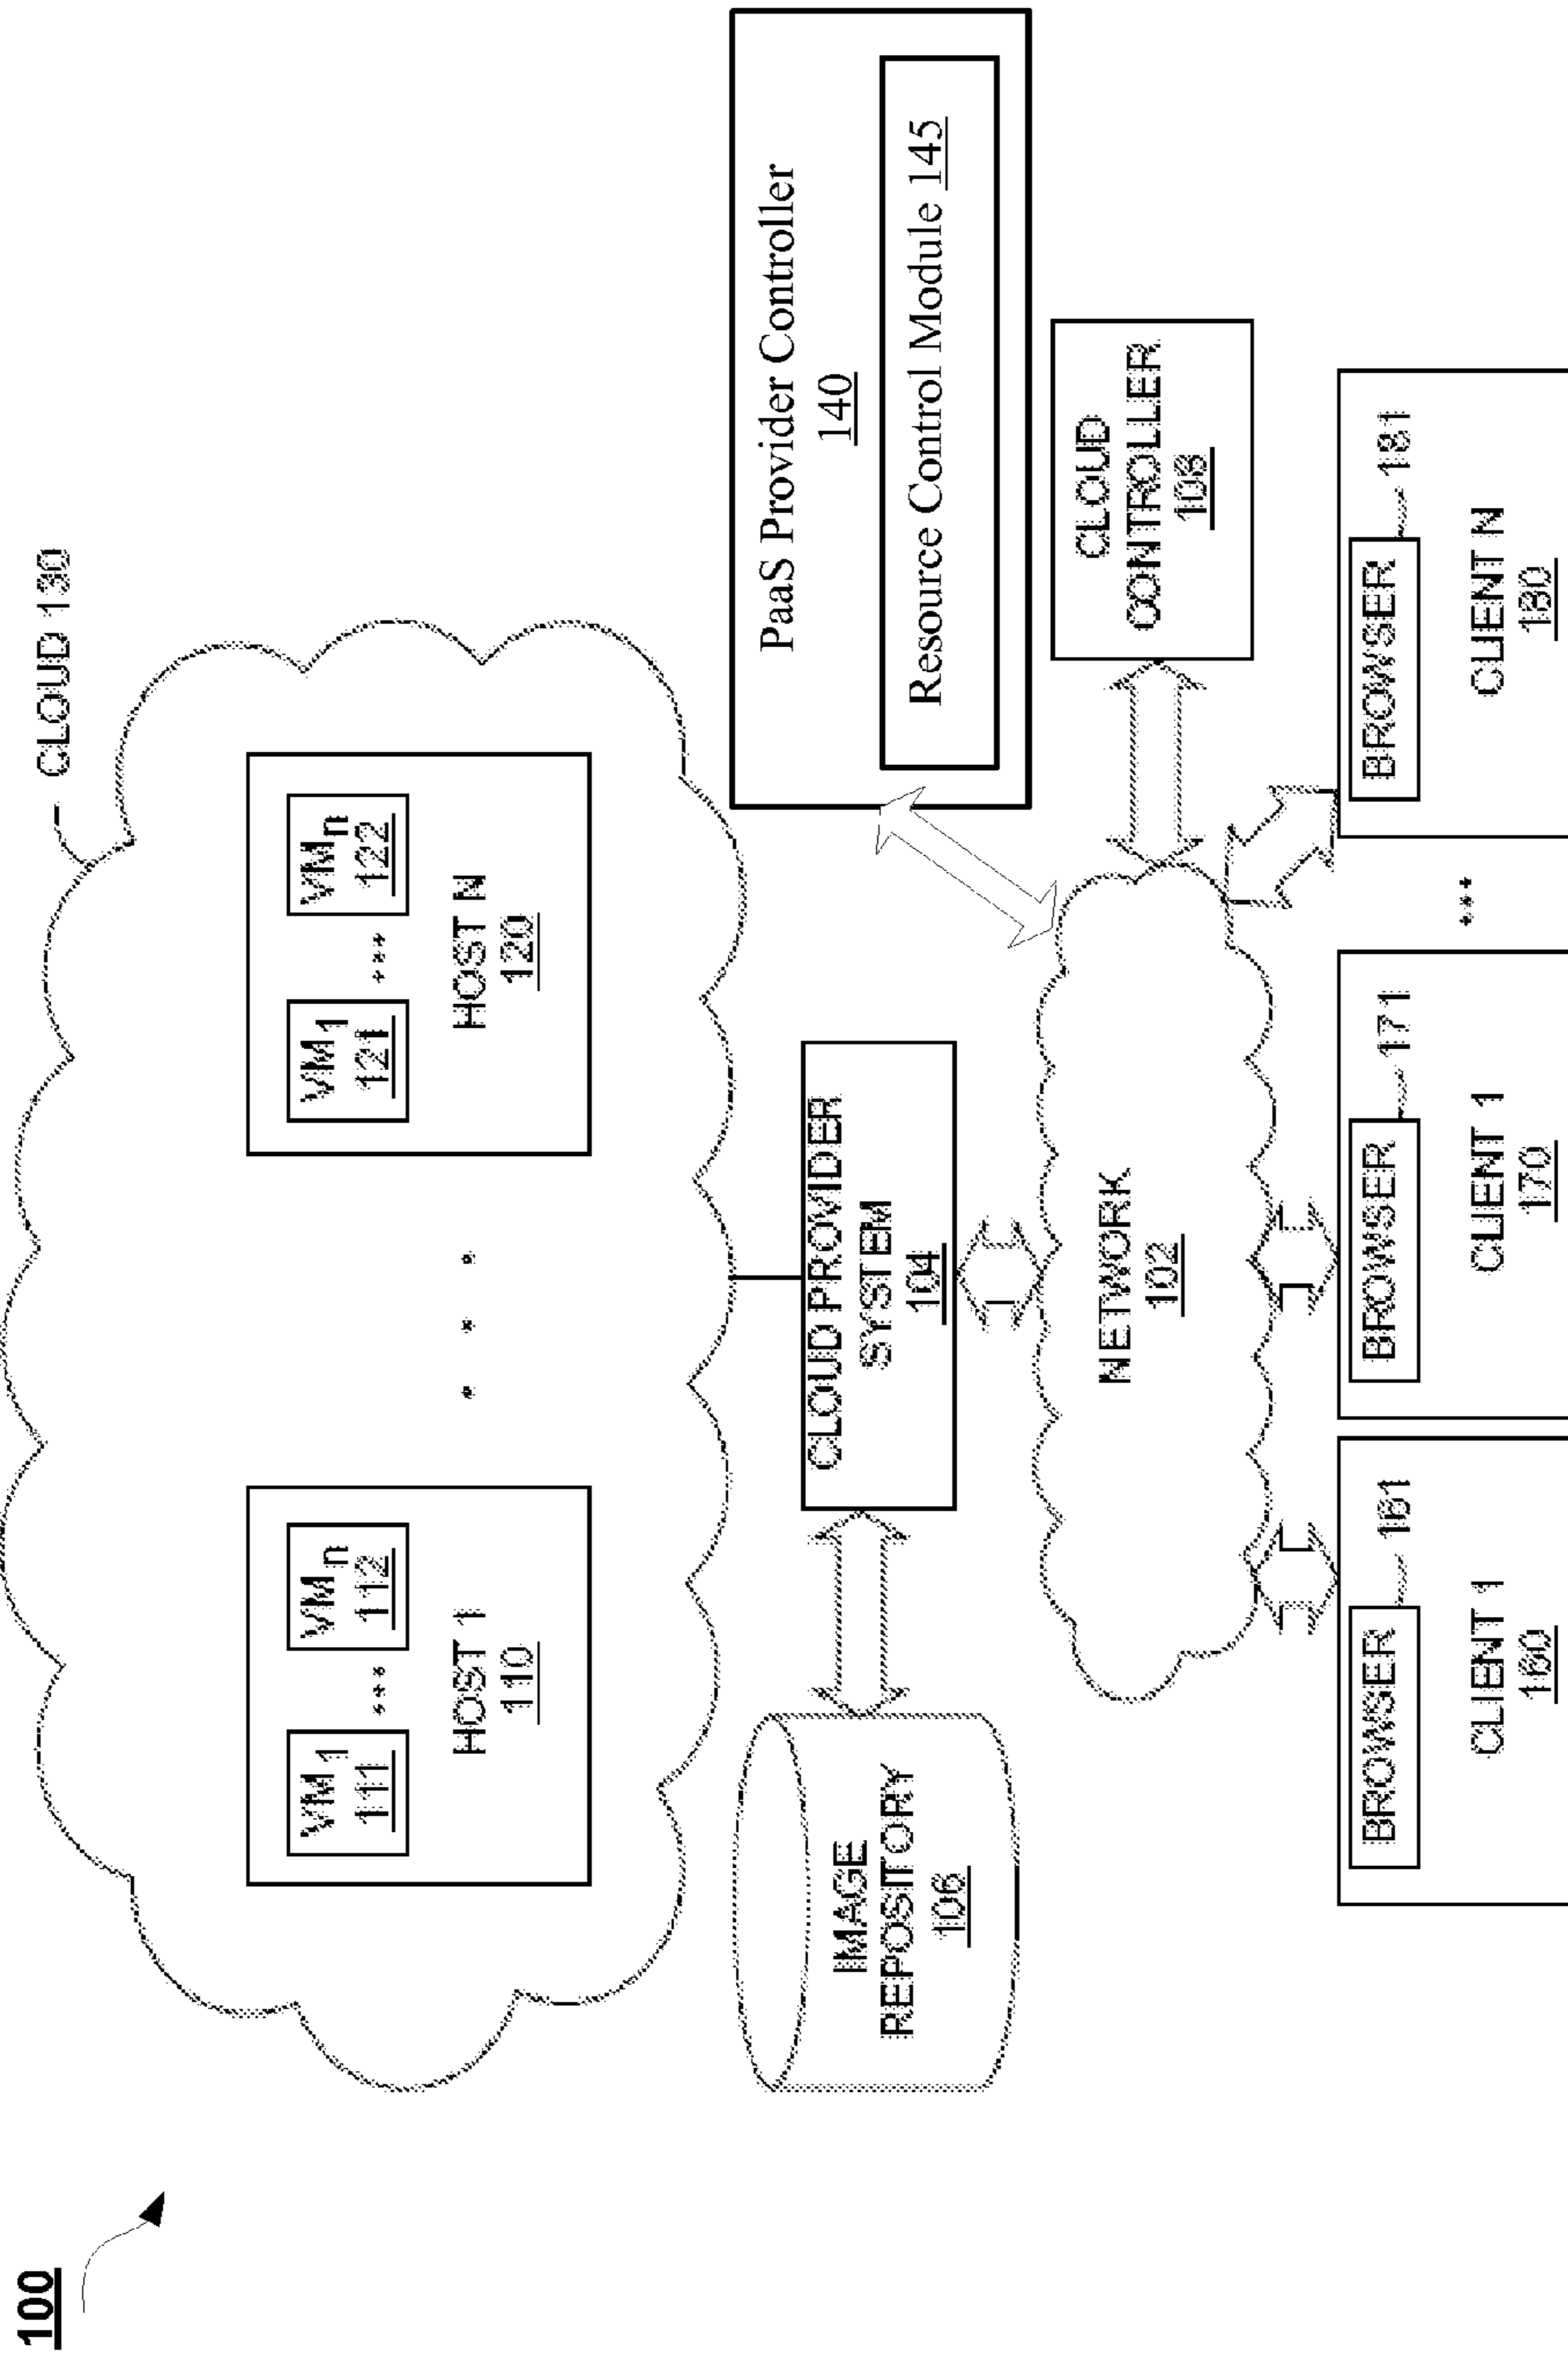 100
CLOUD 130
VM1
111
***
VMn
112
HOST 1
110
. . .
VM1
121
***
VMn
122
HOST N
120
IMAGE
REPOSITORY
106
CLOUD PROVIDER
SYSTEM
104
PaaS Provider Controller
140
Resource Control Module 145
NETWORK
102
CLOUD
CONTROLLER
108
BROWSER
161
CLIENT 1
160
BROWSER
171
CLIENT 1
170
***
BROWSER
181
CLIENT N
180